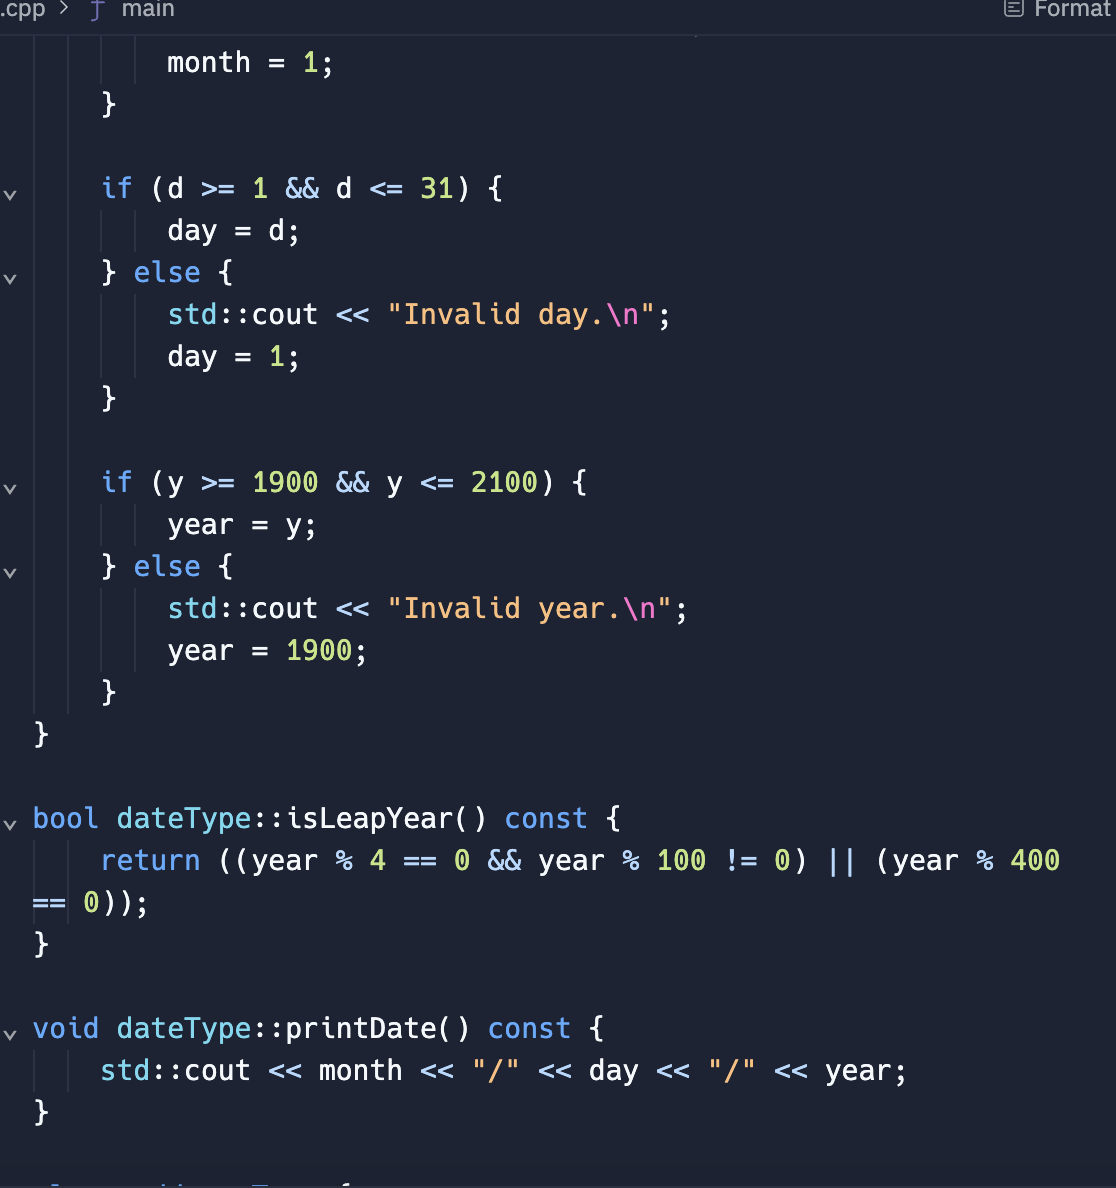 .cpp > ƒ main Format
month = 1;
}
if (d >= 1 && d <= 31) {
day = d;
} else {
std::cout << "Invalid day.\n";
day = 1;
}
if (y >= 1900 && y <= 2100) {
year = y;
} else {
std::cout << "Invalid year.\n";
year = 1900;
}
}
bool dateType::isLeapYear() const {
return ((year % 4 == 0 && year % 100 != 0) || (year % 400
== 0));
}
void dateType::printDate() const {
std::cout << month << "/" << day << "/" << year;
}